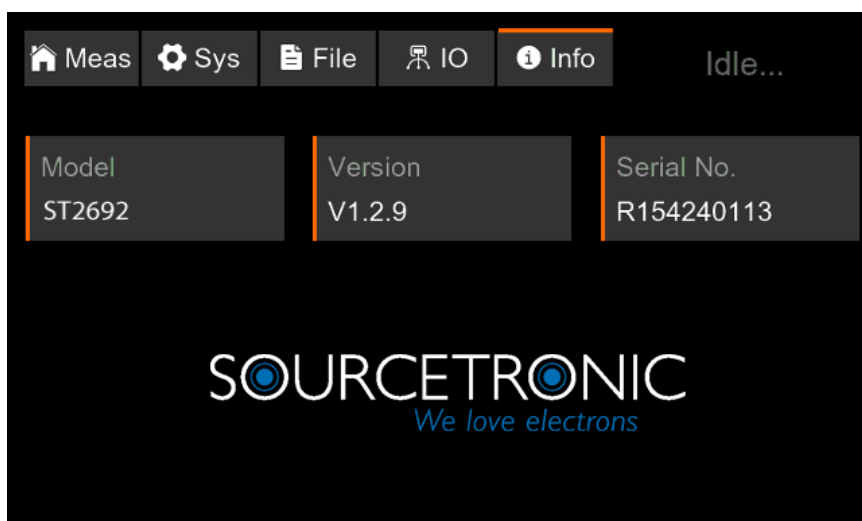 Meas Sys File IO Info Idle...
Model Version Serial No.
ST2692 V1.2.9 R154240113
SOURCETRONIC
We love electrons